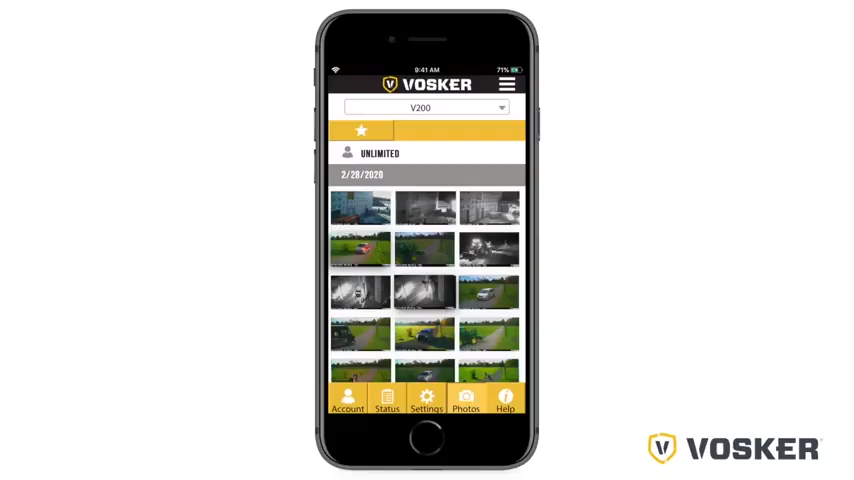 9:41 AM 71%
VOSKER
V200
UNLIMITED
2/28/2020
Account Status Settings Photos Help
VOSKER